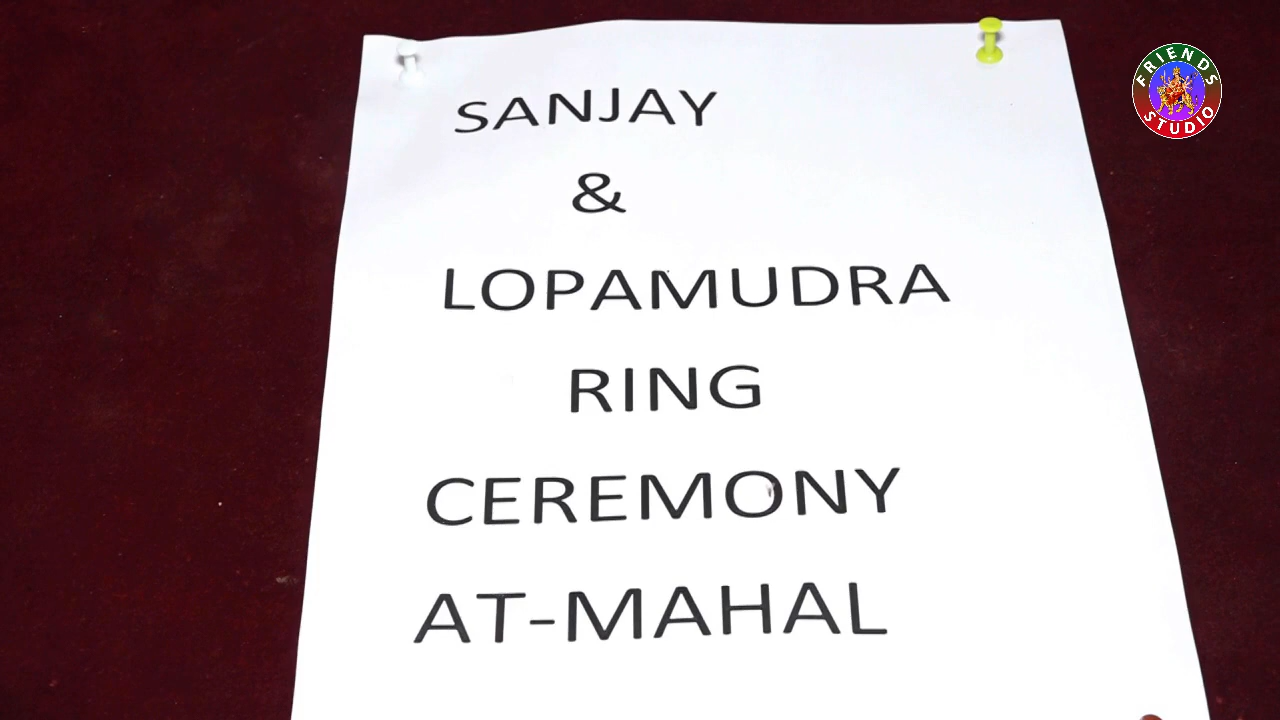 SANJAY
&
LOPAMUDRA
RING
CEREMONY
AT-MAHAL
FRIENDS
STUDIO